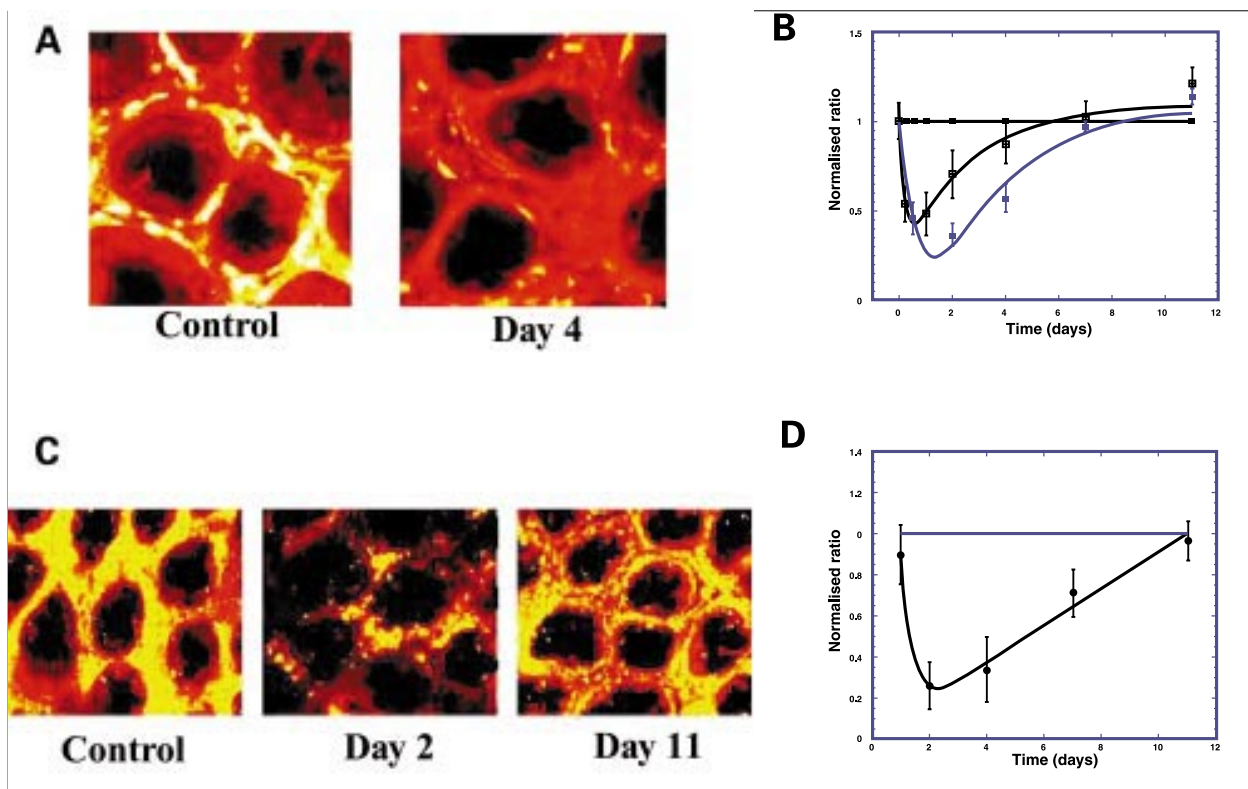 A
Control
Day 4
B
Normalised ratio
1.5
1
0.5
0
0 2 4 6 8 10 12
Time (days)
C
Control
Day 2
Day 11
D
Normalised ratio
1.4
1.2
0
0.8
0.6
0.4
0.2
0
0 2 4 6 8 10 12
Time (days)